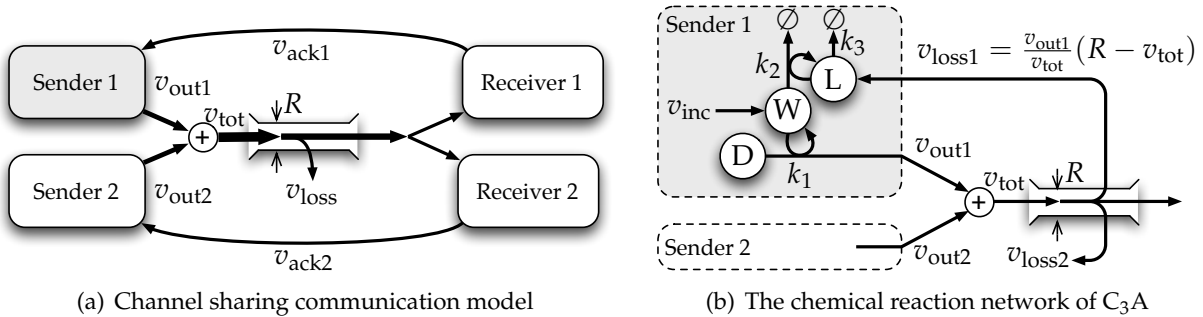 v_ack1
Sender 1
v_out1
v_tot
R
Receiver 1
Sender 2
v_out2
+
v_loss
Receiver 2
v_ack2
(a) Channel sharing communication model
Sender 1
∅ ∅
k_2
k_3
L
v_inc
W
D
k_1
v_loss1 = v_out1/v_tot (R − v_tot)
v_out1
v_tot
R
+
Sender 2
v_out2
v_loss2
(b) The chemical reaction network of C_3A